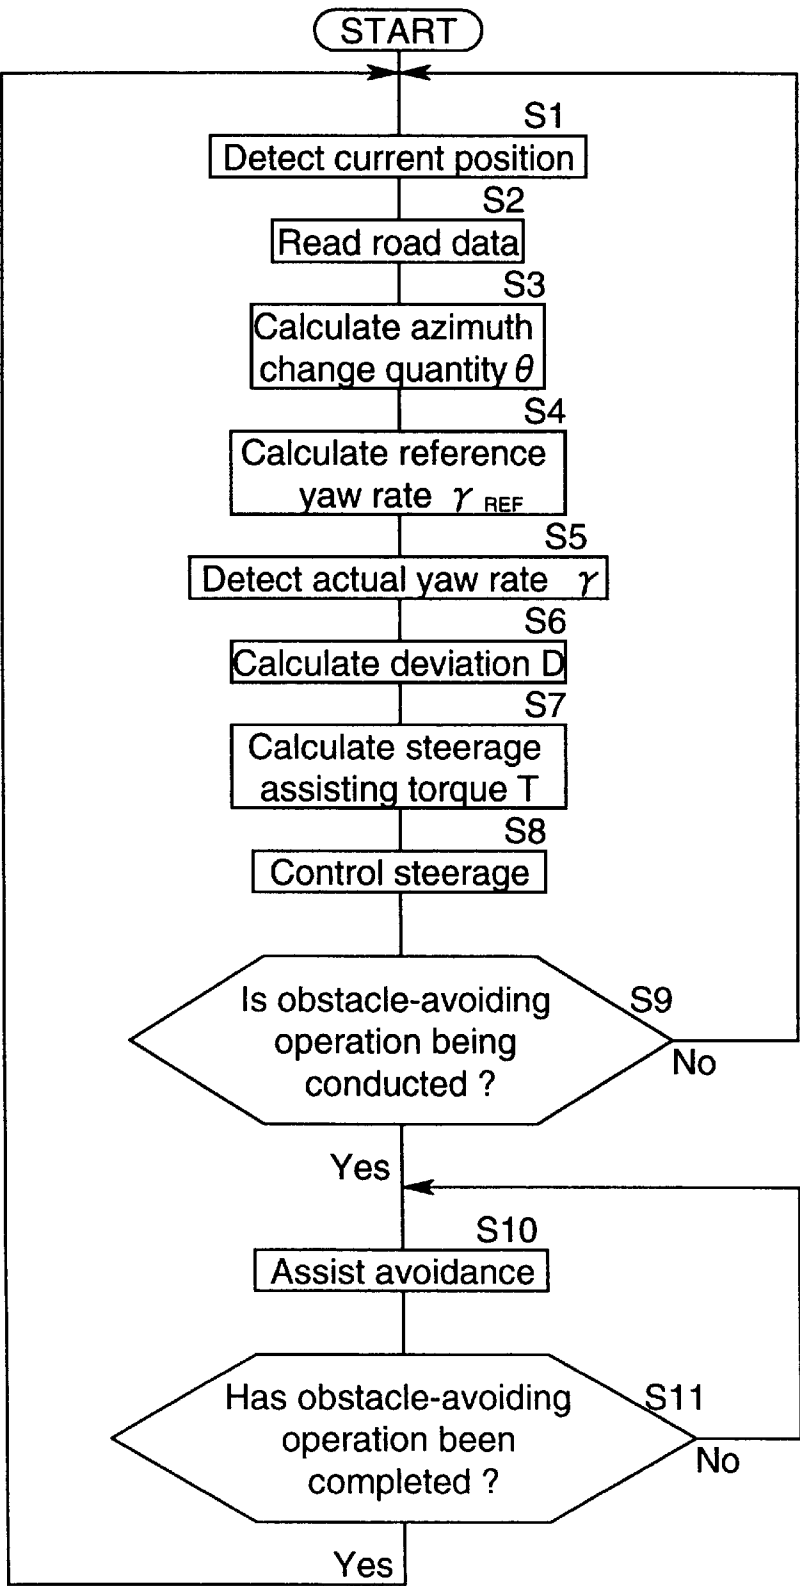 START
S1
Detect current position
S2
Read road data
S3
Calculate azimuth
change quantity θ
S4
Calculate reference
yaw rate γ REF
S5
Detect actual yaw rate γ
S6
Calculate deviation D
S7
Calculate steerage
assisting torque T
S8
Control steerage
Is obstacle-avoiding
operation being
conducted ?
S9
No
Yes
S10
Assist avoidance
Has obstacle-avoiding
operation been
completed ?
S11
No
Yes